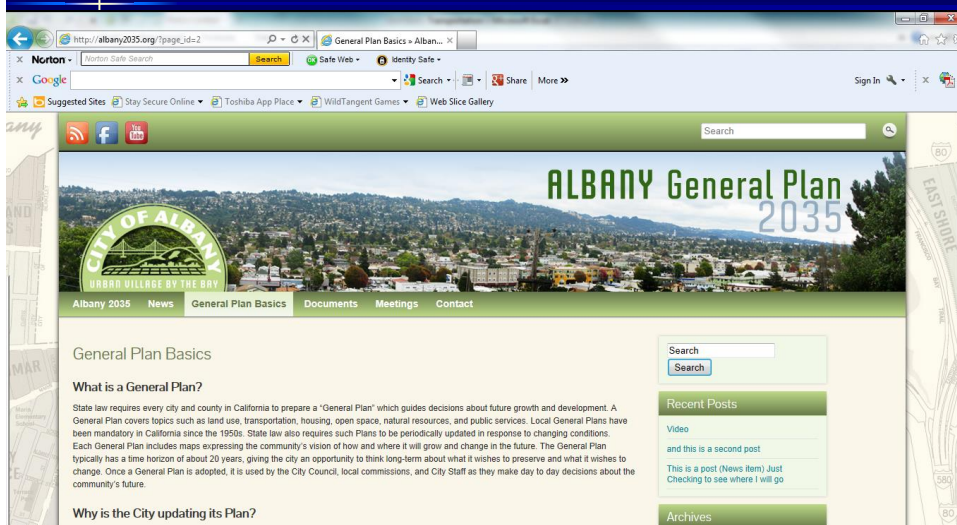 http://albany2035.org/?page_id=2
General Plan Basics » Alban...
Norton
Norton Safe Search
Search
Safe Web
Identity Safe
Google
Search
Share
More »
Sign In
Suggested Sites
Stay Secure Online
Toshiba App Place
WildTangent Games
Web Slice Gallery
You
Tube
Search
ALBANY General Plan
2035
CITY OF ALBANY
URBAN VILLAGE BY THE BAY
Albany 2035 News General Plan Basics Documents Meetings Contact
General Plan Basics
What is a General Plan?
State law requires every city and county in California to prepare a “General Plan” which guides decisions about future growth and development. A
General Plan covers topics such as land use, transportation, housing, open space, natural resources, and public services. Local General Plans have
been mandatory in California since the 1950s. State law also requires such Plans to be periodically updated in response to changing conditions.
Each General Plan includes maps expressing the community’s vision of how and where it will grow and change in the future. The General Plan
typically has a time horizon of about 20 years, giving the city an opportunity to think long-term about what it wishes to preserve and what it wishes to
change. Once a General Plan is adopted, it is used by the City Council, local commissions, and City Staff as they make day to day decisions about the
community’s future.
Why is the City updating its Plan?
Search
Search
Recent Posts
Video
and this is a second post
This is a post (News item) Just
Checking to see where I will go
Archives
80
EAST SHORE
580
80